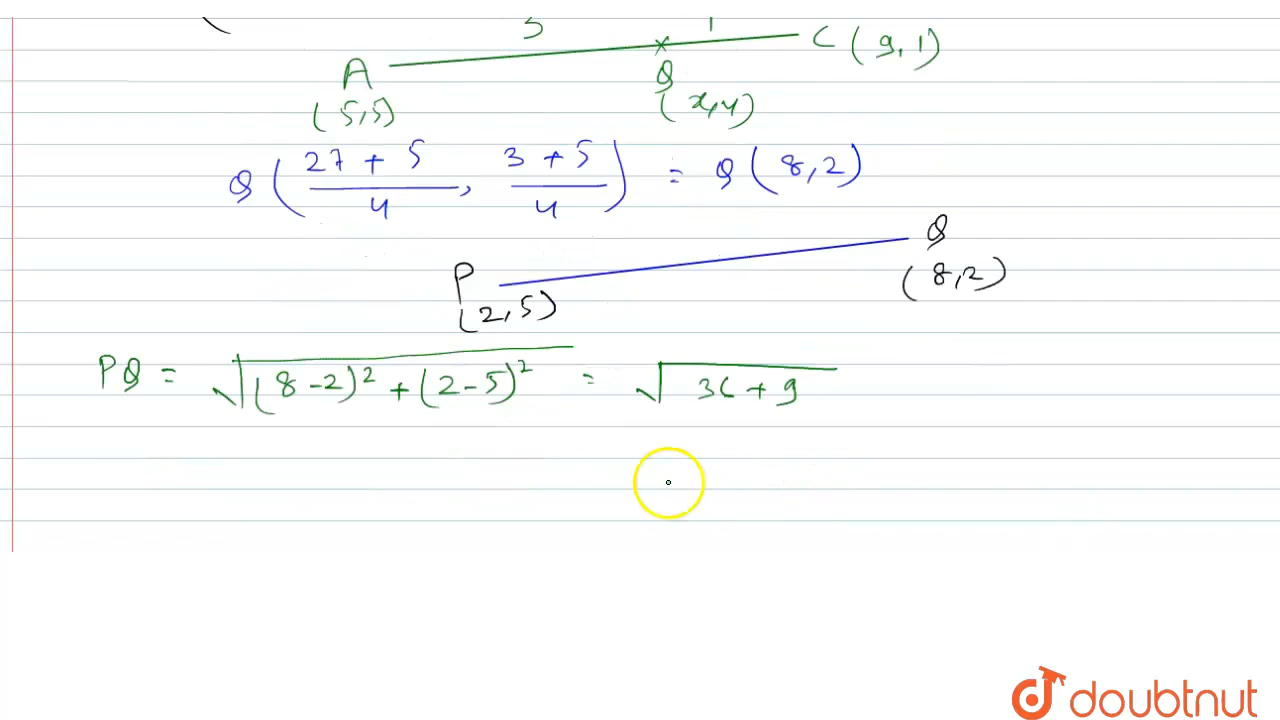 3 1
A Q C (9,1)
(5,5) (x,y)
Q ( 27 + 5 / 4 , 3 + 5 / 4 ) = Q (8,2)
P Q
(2,5) (8,2)
PQ = √(8-2)² + (2-5)² = √36 + 9
doubtnut